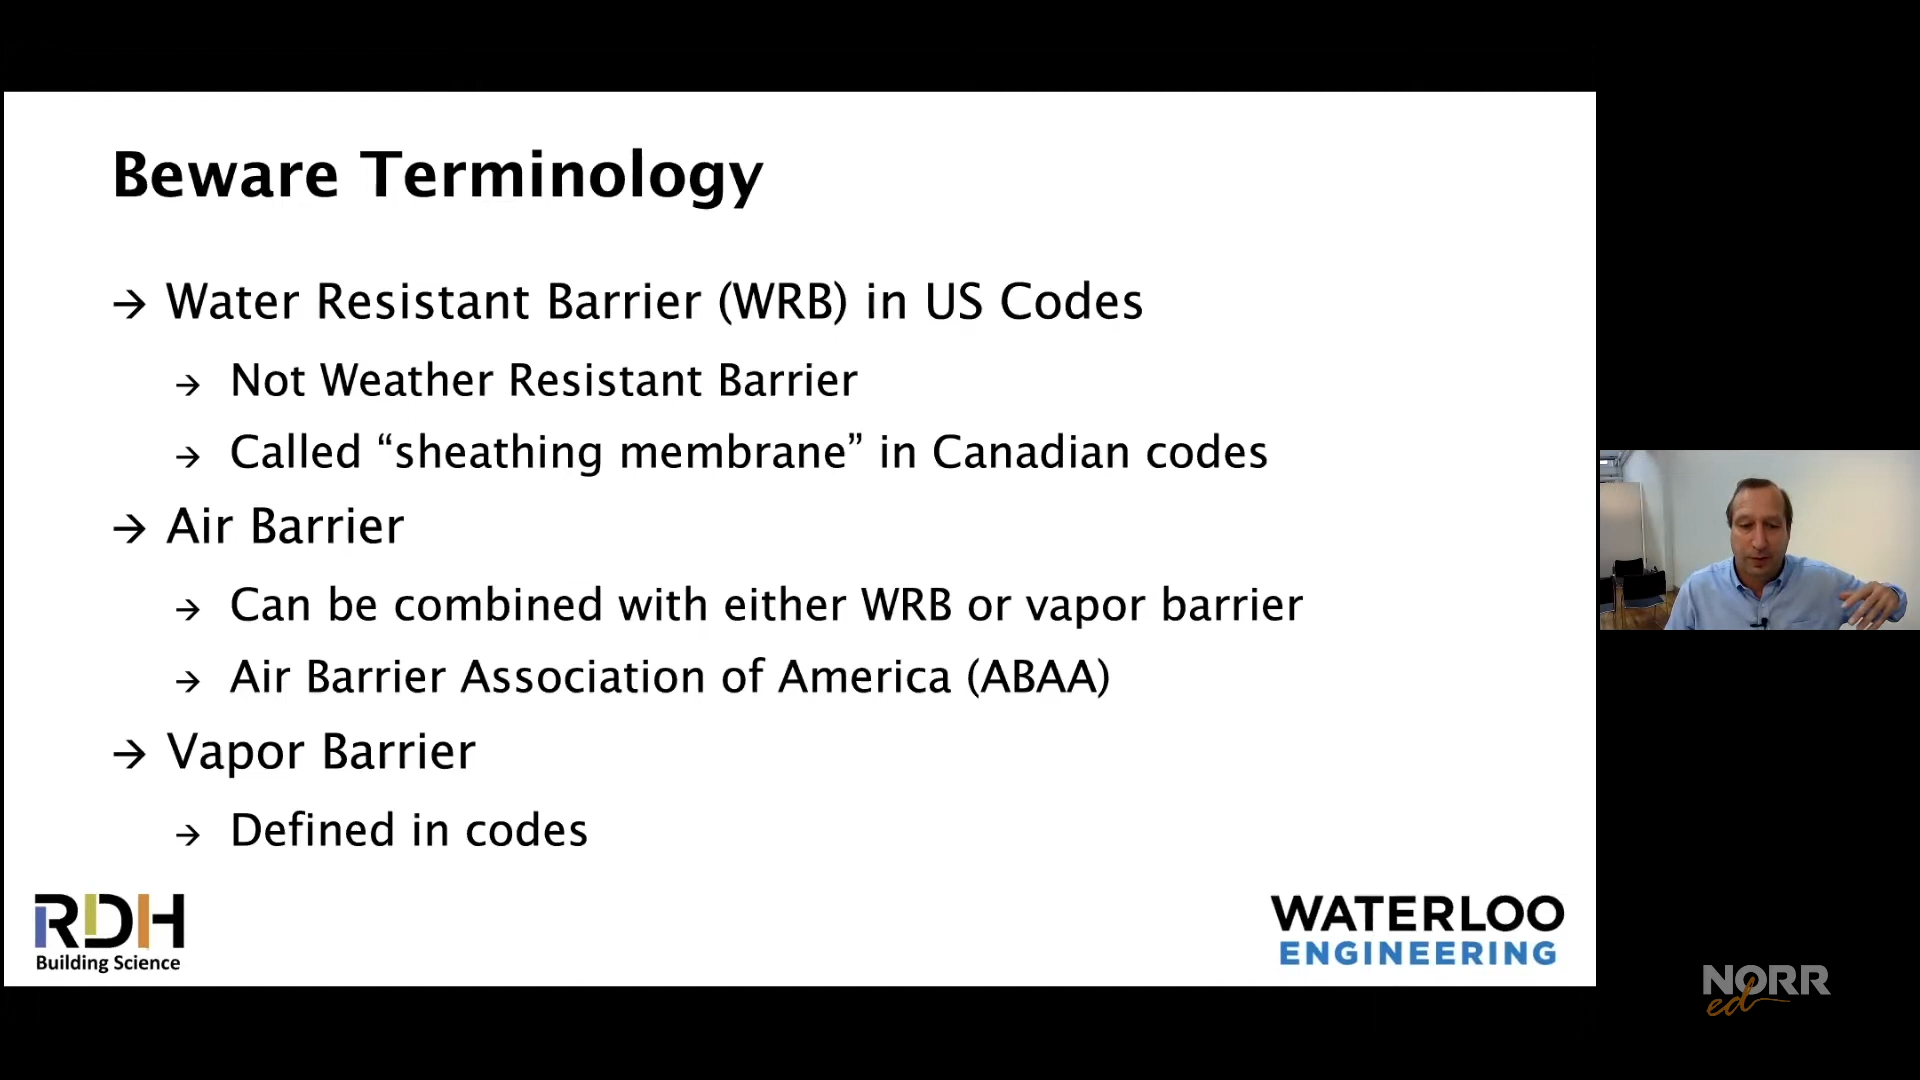 Beware Terminology
→ Water Resistant Barrier (WRB) in US Codes
→ Not Weather Resistant Barrier
→ Called “sheathing membrane” in Canadian codes
→ Air Barrier
→ Can be combined with either WRB or vapor barrier
→ Air Barrier Association of America (ABAA)
→ Vapor Barrier
→ Defined in codes
RDH
Building Science
WATERLOO
ENGINEERING
NORR
ed